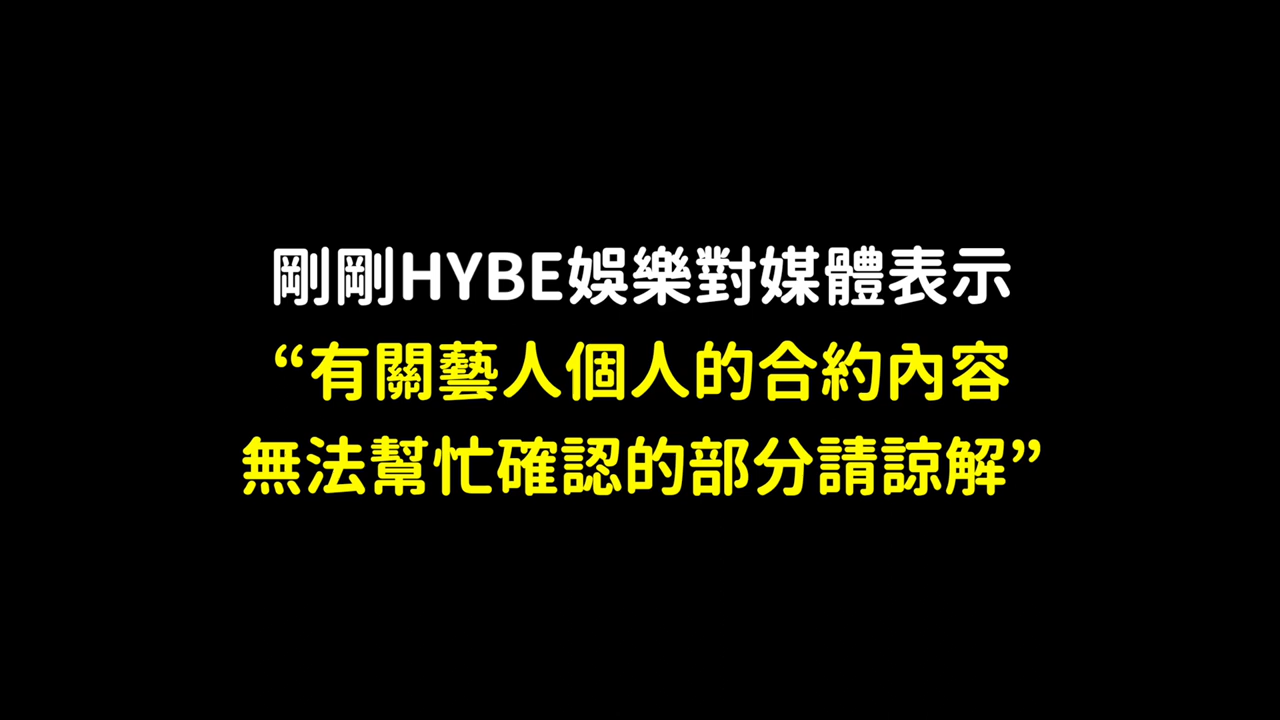 剛剛HYBE娛樂對媒體表示
“有關藝人個人的合約內容
無法幫忙確認的部分請諒解”